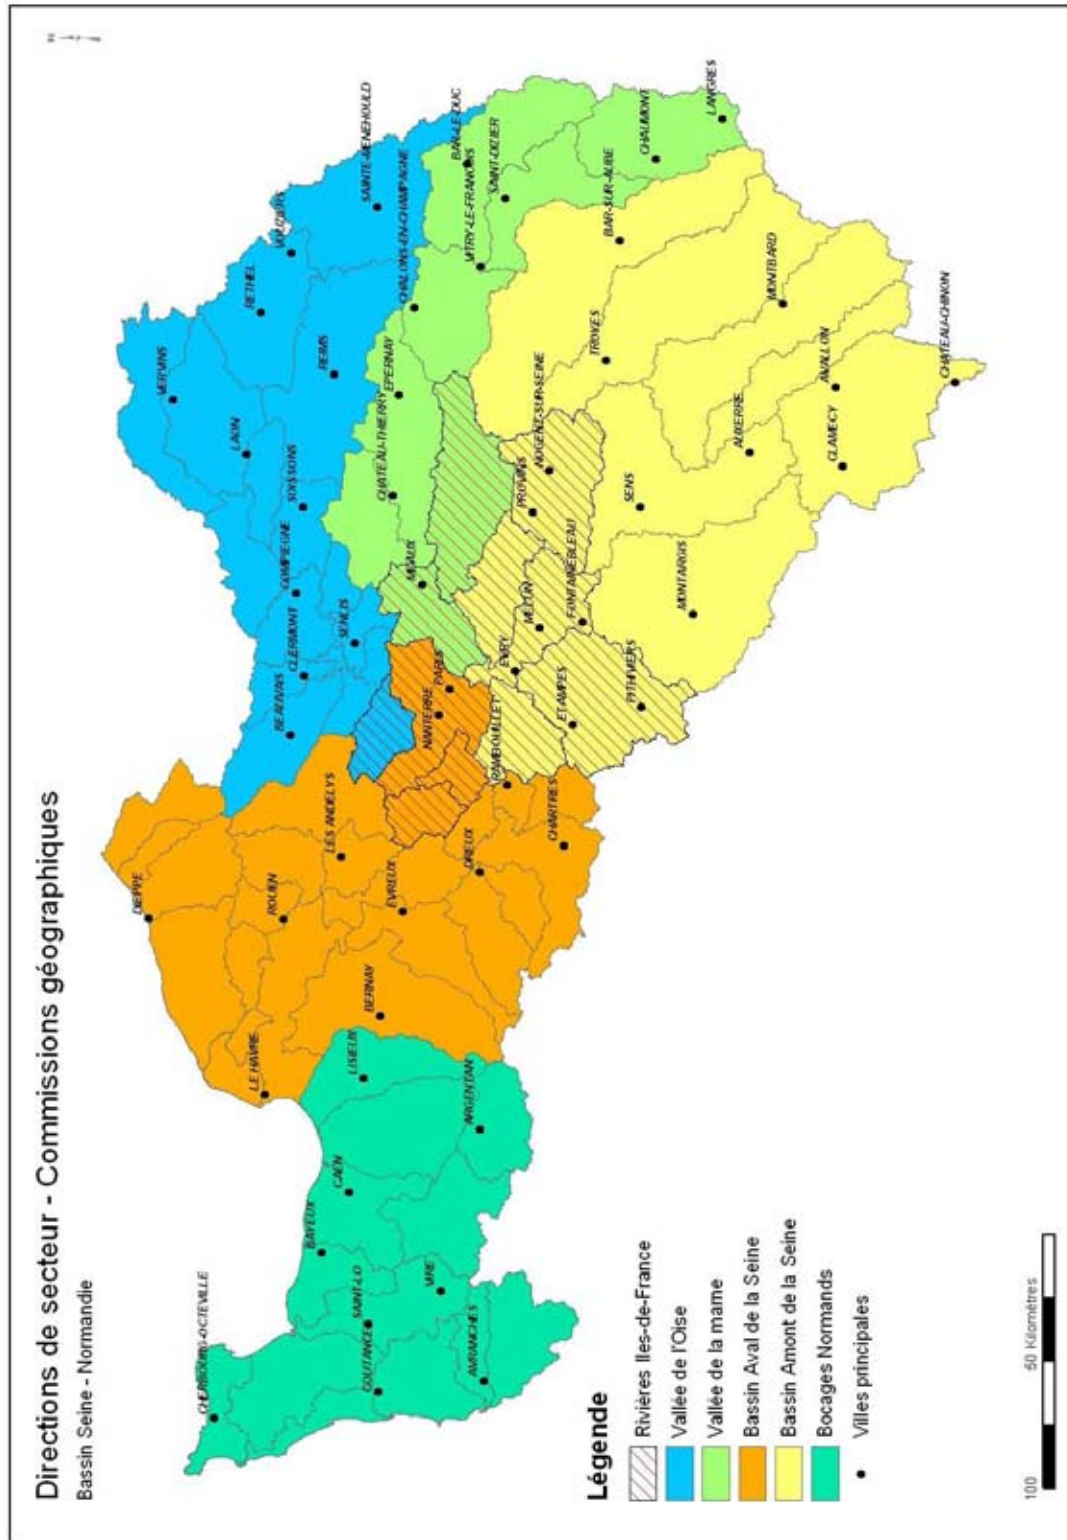 Directions de secteur - Commissions géographiques
Bassin Seine - Normandie
CHERBOURG-OCTEVILLE
BAYEUX
CAEN
SAINT-LO
COUTANCES
VIRE
AVRANCHES
LISIEUX
ARGENTAN
LE HAVRE
DIEPPE
ROUEN
BERNAY
LES ANDELYS
EVREUX
DREUX
CHARTRES
RAMBOUILLET
NANTERRE
PARIS
BEAUVAIS
CLERMONT
COMPIEGNE
SENLIS
SOISSONS
LAON
VERVINS
RETHEL
VOUZIERS
REIMS
SAINTE-MENEHOULD
CHALONS-EN-CHAMPAGNE
EPERNAY
CHATEAU-THIERRY
MEAUX
BAR-LE-DUC
VITRY-LE-FRANCOIS
SAINT-DIZIER
CHAUMONT
LANGRES
BAR-SUR-AUBE
TROYES
NOGENT-SUR-SEINE
PROVINS
MELUN
FONTAINEBLEAU
EVRY
ETAMPES
PITHIVIERS
MONTARGIS
SENS
AUXERRE
MONTBARD
AVALLON
CLAMECY
CHATEAU-CHINON
Légende
Rivières Iles-de-France
Vallée de l'Oise
Vallée de la marne
Bassin Aval de la Seine
Bassin Amont de la Seine
Bocages Normands
Villes principales
100 50 Kilomètres